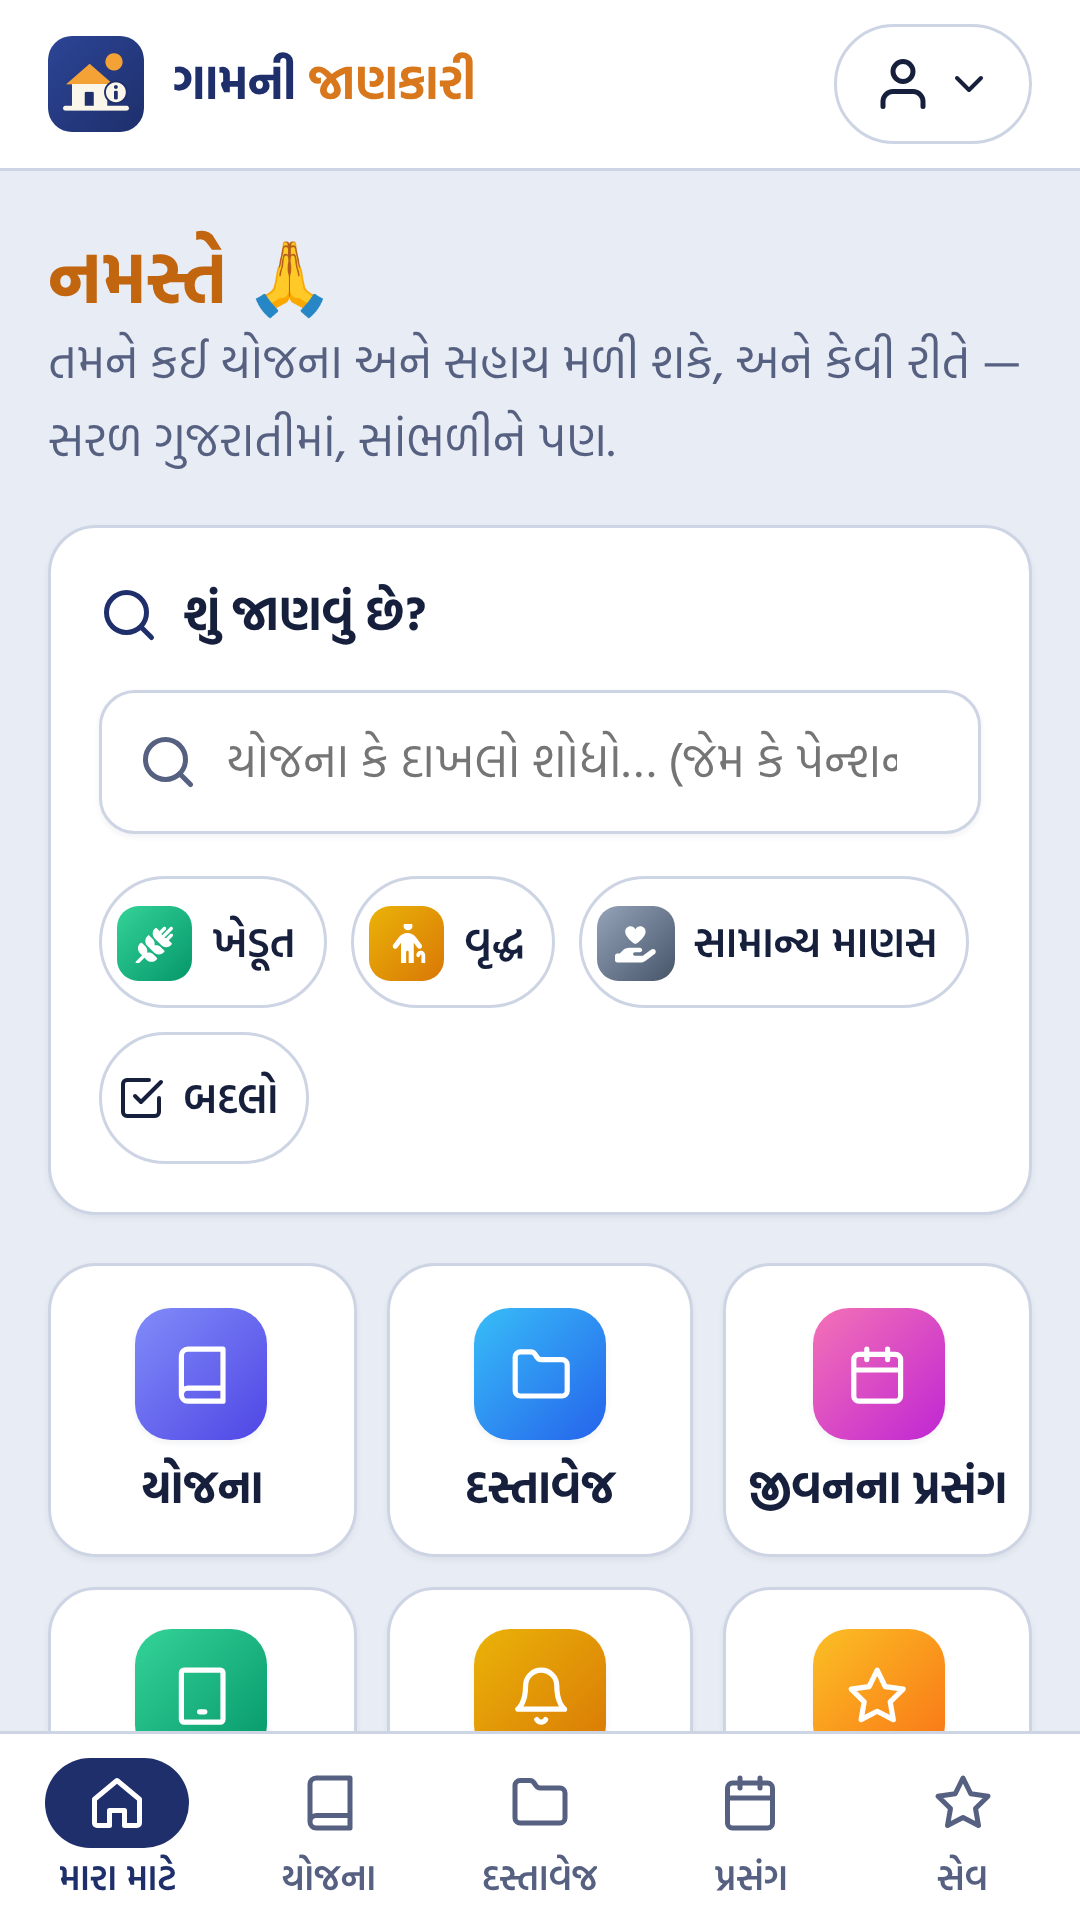 ગામની જાણકારી
નમસ્તે 🙏
તમને કઈ યોજના અને સહાય મળી શકે, અને કેવી રીતે —
સરળ ગુજરાતીમાં, સાંભળીને પણ.
શું જાણવું છે?
યોજના કે દાખલો શોધો... (જેમ કે પેન્શન
ખેડૂત વૃદ્ધ સામાન્ય માણસ
બદલો
યોજના દસ્તાવેજ જીવનના પ્રસંગ
મારા માટે યોજના દસ્તાવેજ પ્રસંગ સેવ